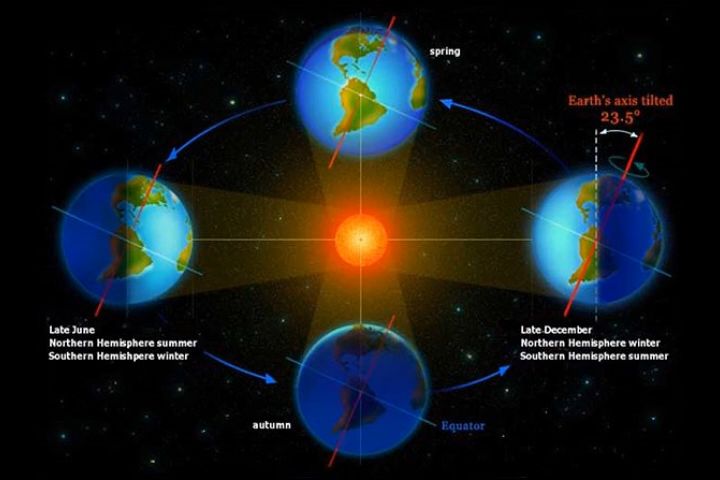 spring
Earth's axis tilted
23.5°
Late June
Northern Hemisphere summer
Southern Hemishpere winter
Late December
Northern Hemisphere winter
Southern Hemisphere summer
autumn
Equator